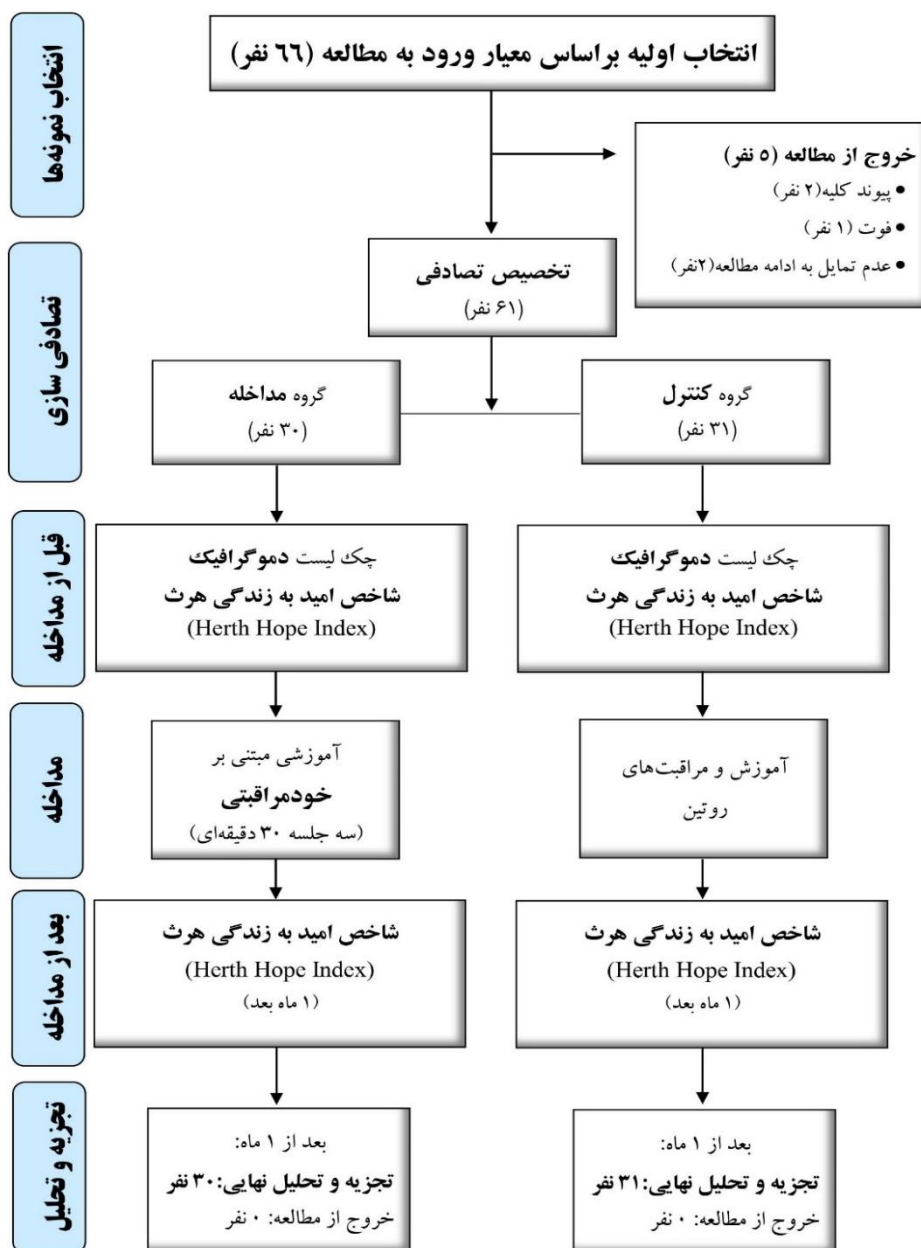 انتخاب نمونه‌ها
انتخاب اولیه براساس معیار ورود به مطالعه (٦٦ نفر)
خروج از مطالعه (٥ نفر)
• پیوند کلیه(۲ نفر)
• فوت (۱ نفر)
• عدم تمایل به ادامه مطالعه(۲نفر)
تصادفی سازی
تخصیص تصادفی
(۶۱ نفر)
گروه کنترل
(۳۱ نفر)
گروه مداخله
(۳۰ نفر)
قبل از مداخله
چک لیست دموگرافیک
شاخص امید به زندگی هرث
(Herth Hope Index)
چک لیست دموگرافیک
شاخص امید به زندگی هرث
(Herth Hope Index)
مداخله
آموزش و مراقبت‌های
روتین
آموزشی مبتنی بر
خودمراقبتی
(سه جلسه ۳۰ دقیقه‌ای)
بعد از مداخله
شاخص امید به زندگی هرث
(Herth Hope Index)
(۱ ماه بعد)
شاخص امید به زندگی هرث
(Herth Hope Index)
(۱ ماه بعد)
تجزیه و تحلیل
بعد از ۱ ماه:
تجزیه و تحلیل نهایی:۳۱ نفر
خروج از مطالعه: ۰ نفر
بعد از ۱ ماه:
تجزیه و تحلیل نهایی:۳۰ نفر
خروج از مطالعه: ۰ نفر